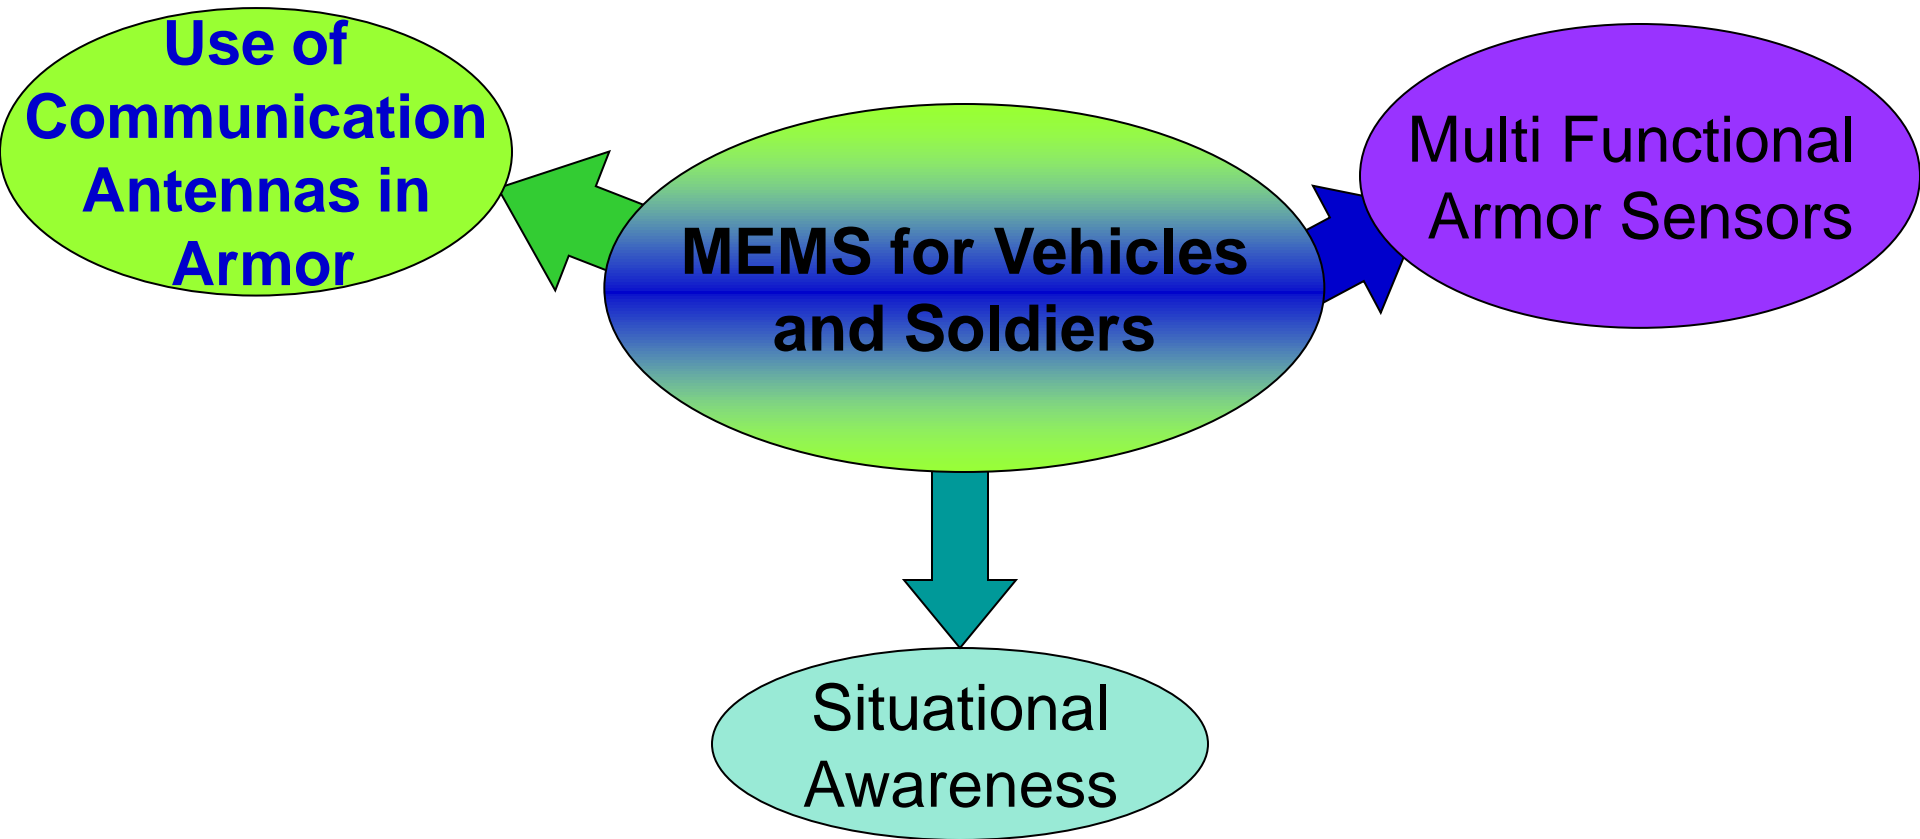 Use of
Communication
Antennas in
Armor
MEMS for Vehicles
and Soldiers
Multi Functional
Armor Sensors
Situational
Awareness